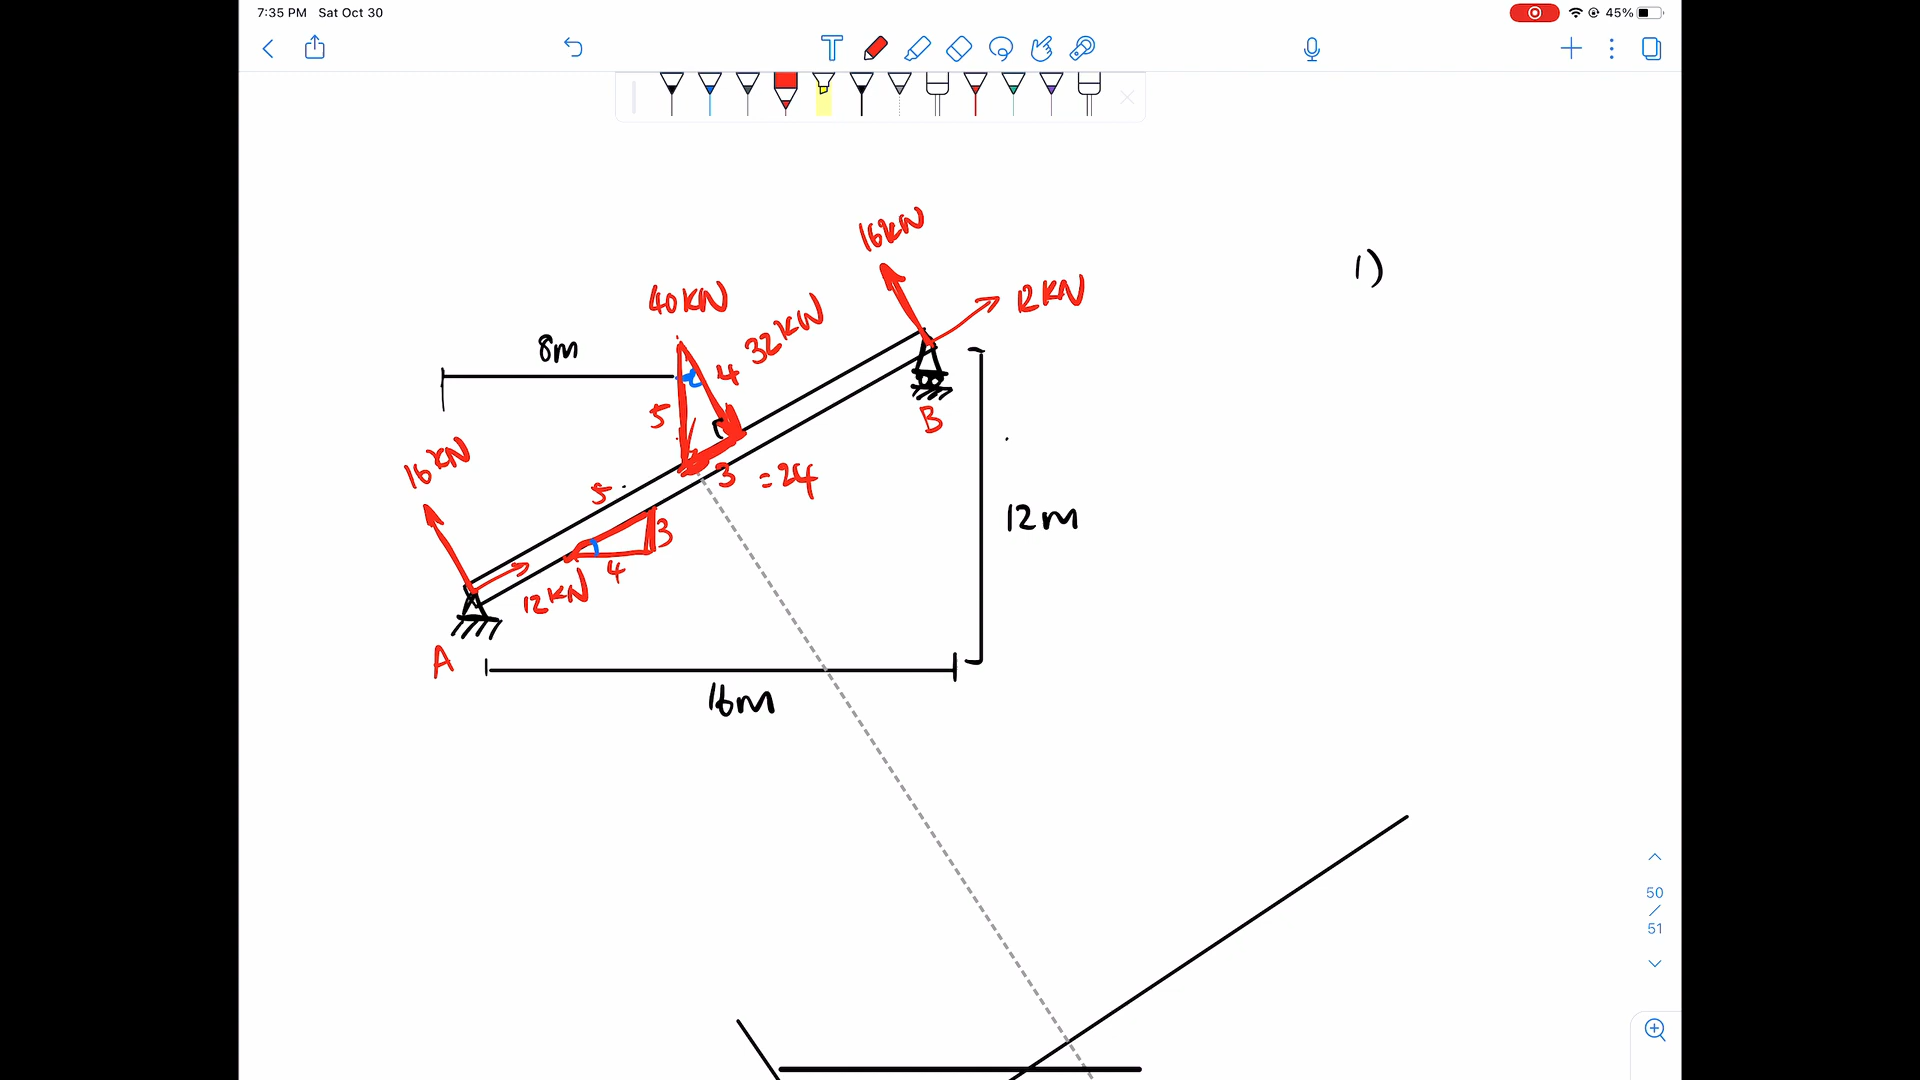 7:35 PM Sat Oct 30
45%
T
16KN
12KN
1)
40KN
32KN
8m
4
5
B
16KN
3 =24
5
3
12m
4
12KN
A
16m
50
/
51